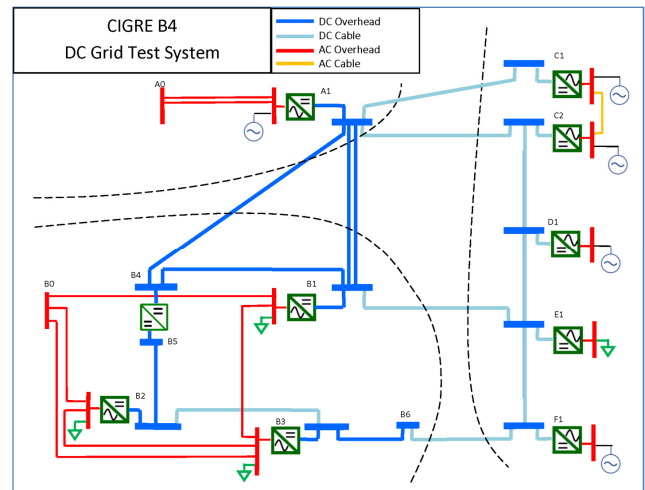 CIGRE B4
DC Grid Test System
DC Overhead
DC Cable
AC Overhead
AC Cable
C1
A0
A1
C2
D1
B4
B0
B1
E1
B5
B2
B3
B6
F1